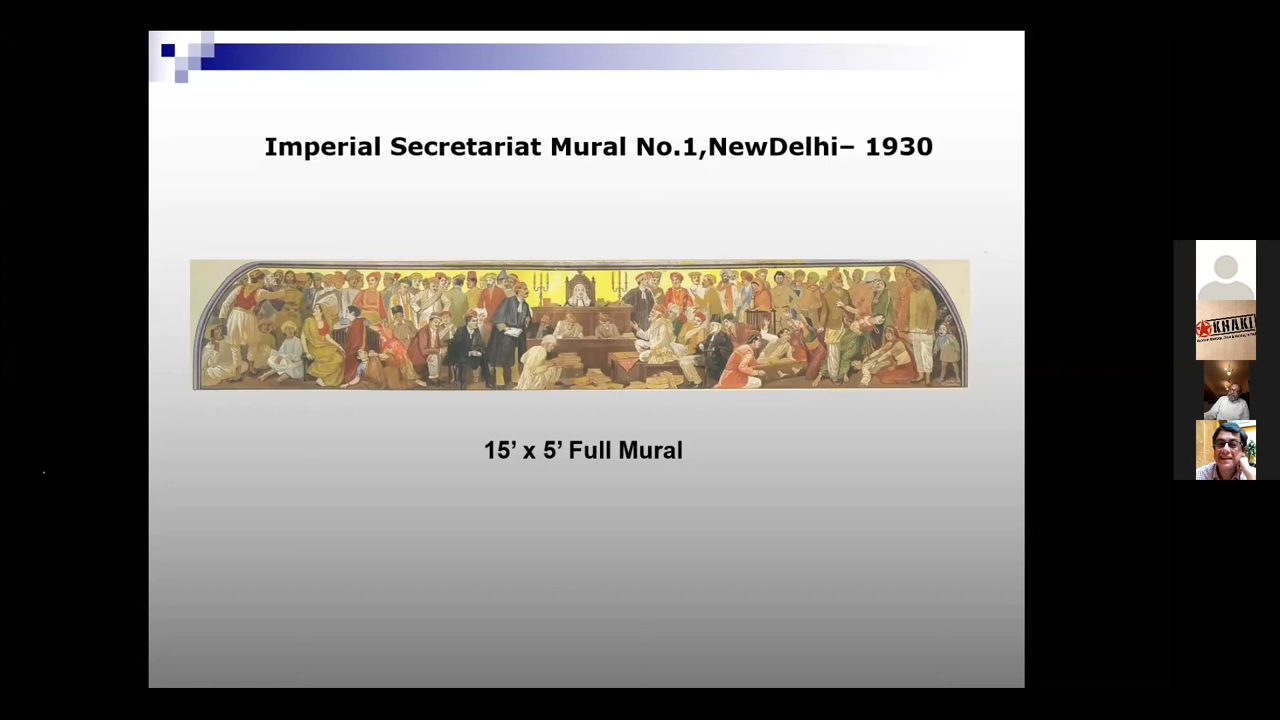 Imperial Secretariat Mural No.1,NewDelhi– 1930
15’ x 5’ Full Mural
KHAKI